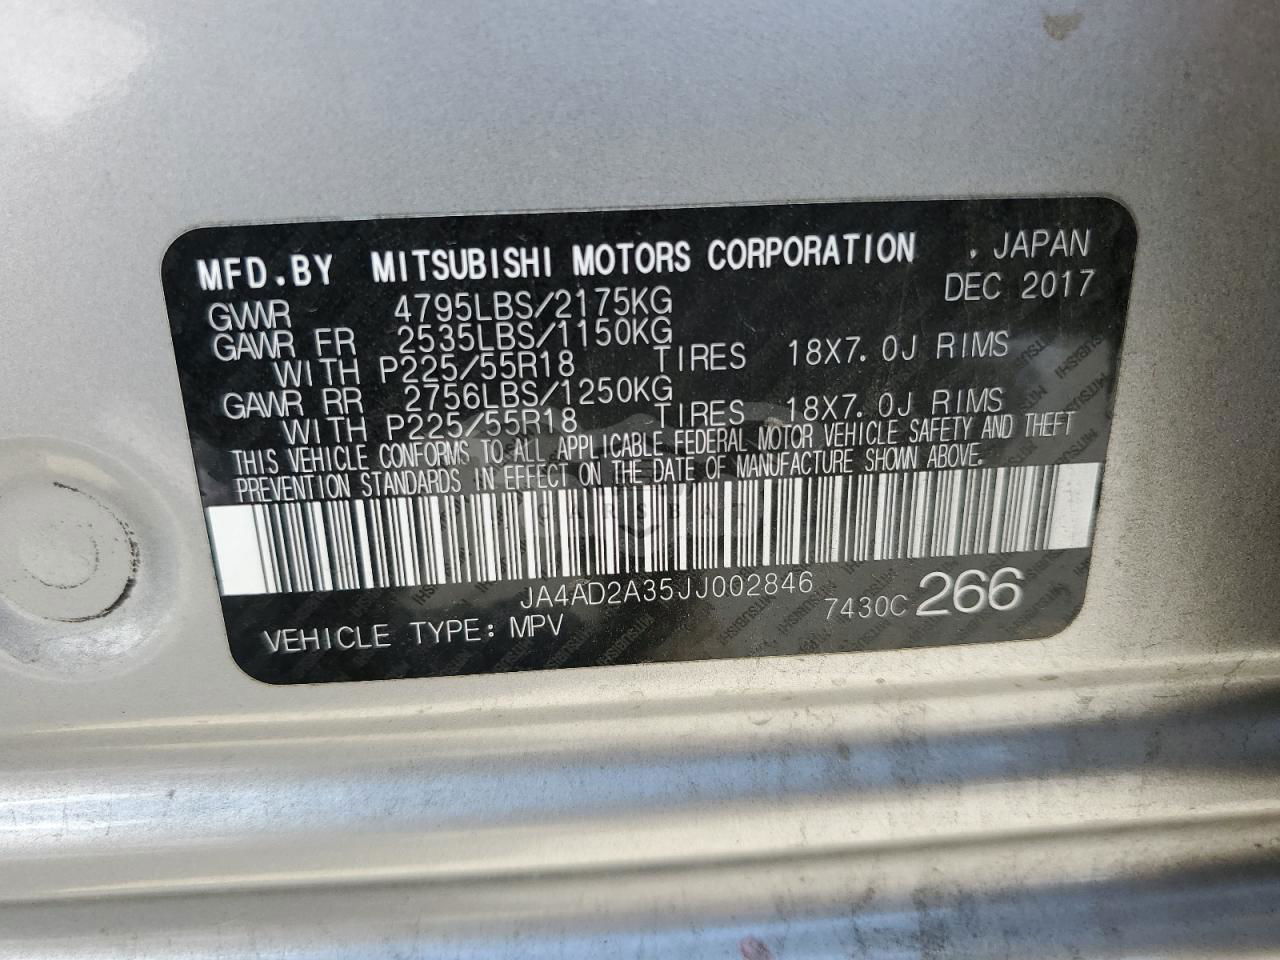 MFD.BY MITSUBISHI MOTORS CORPORATION , JAPAN
GVWR 4795LBS/2175KG DEC 2017
GAWR FR 2535LBS/1150KG
WITH P225/55R18 TIRES 18X7.0J RIMS
GAWR RR 2756LBS/1250KG
WITH P225/55R18 TIRES 18X7.0J RIMS
THIS VEHICLE CONFORMS TO ALL APPLICABLE FEDERAL MOTOR VEHICLE SAFETY AND THEFT
PREVENTION STANDARDS IN EFFECT ON THE DATE OF MANUFACTURE SHOWN ABOVE.
JA4AD2A35JJ002846
VEHICLE TYPE: MPV 7430C 266